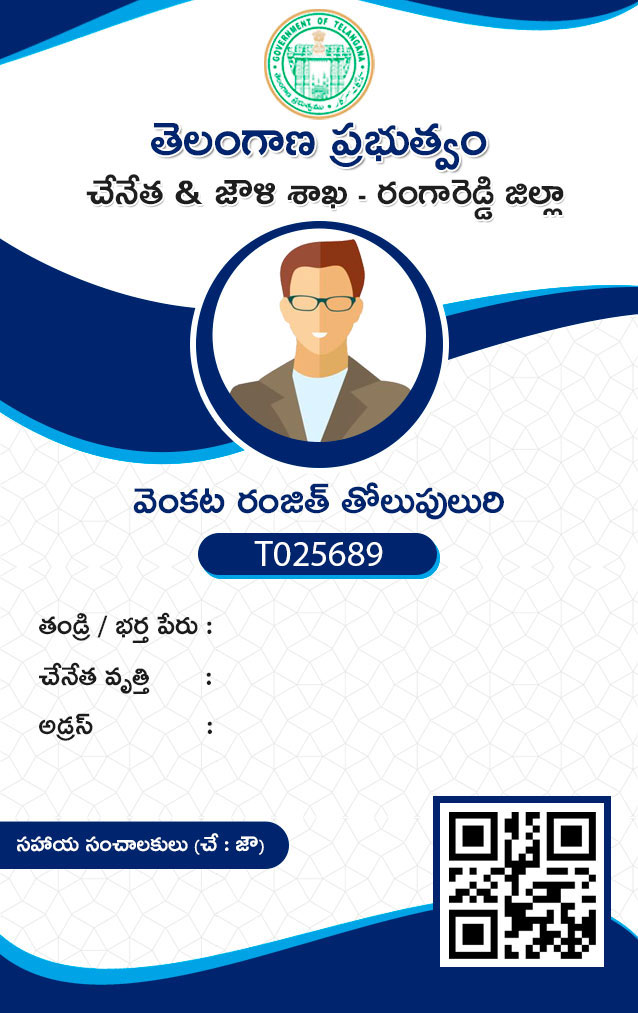 GOVERNMENT OF TELANGANA
తెలంగాణ ప్రభుత్వం
చేనేత & జౌళి శాఖ - రంగారెడ్డి జిల్లా
వెంకట రంజిత్ తోలుపులురి
T025689
తండ్రి / భర్త పేరు :
చేనేత వృత్తి :
అడ్రస్ :
సహాయ సంచాలకులు (చే : జౌ)